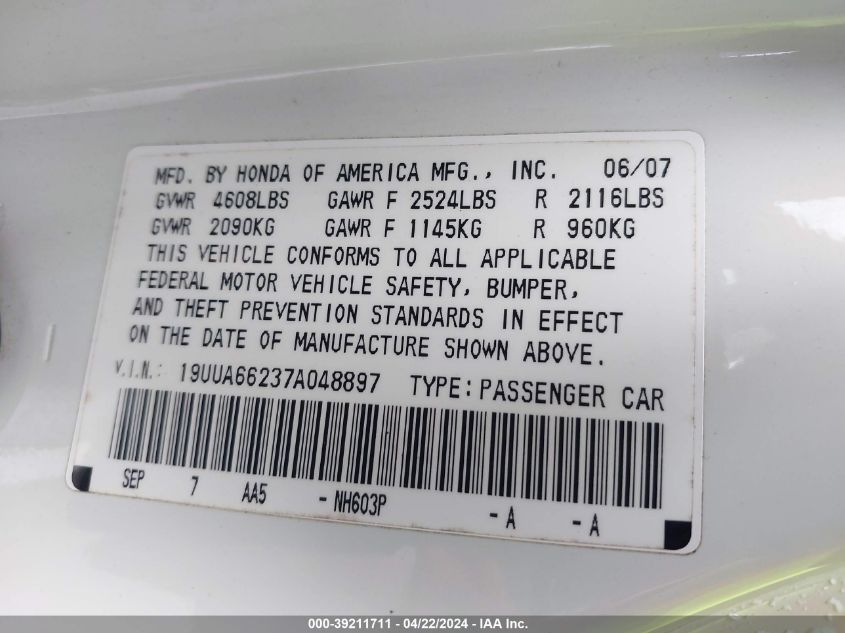 MFD. BY HONDA OF AMERICA MFG., INC. 06/07
GVWR 4608LBS GAWR F 2524LBS R 2116LBS
GVWR 2090KG GAWR F 1145KG R 960KG
THIS VEHICLE CONFORMS TO ALL APPLICABLE
FEDERAL MOTOR VEHICLE SAFETY, BUMPER,
AND THEFT PREVENTION STANDARDS IN EFFECT
ON THE DATE OF MANUFACTURE SHOWN ABOVE.
V.I.N.: 19UUA66237A048897 TYPE:PASSENGER CAR
SEP 7 AA5 -NH603P -A -A
000-39211711 - 04/22/2024 - IAA Inc.